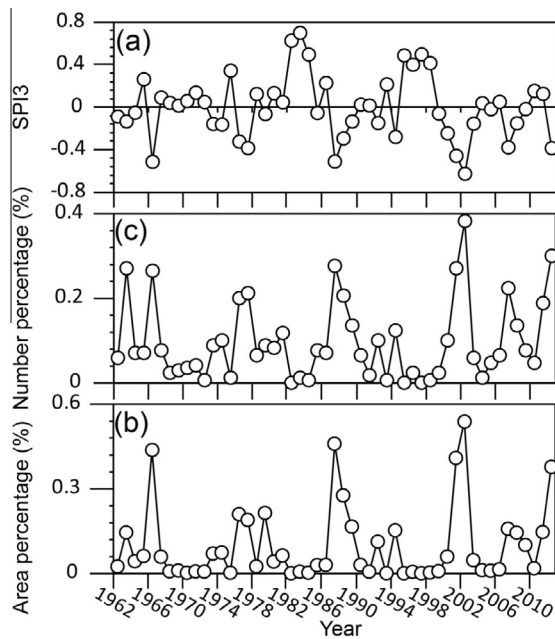 0.8
(a)
0.4
SPI3
0
-0.4
-0.8
0.4
(c)
Number percentage (%)
0.2
0
0.6
(b)
Area percentage (%)
0.3
0
1962 1966 1970 1974 1978 1982 1986 1990 1994 1998 2002 2006 2010
Year